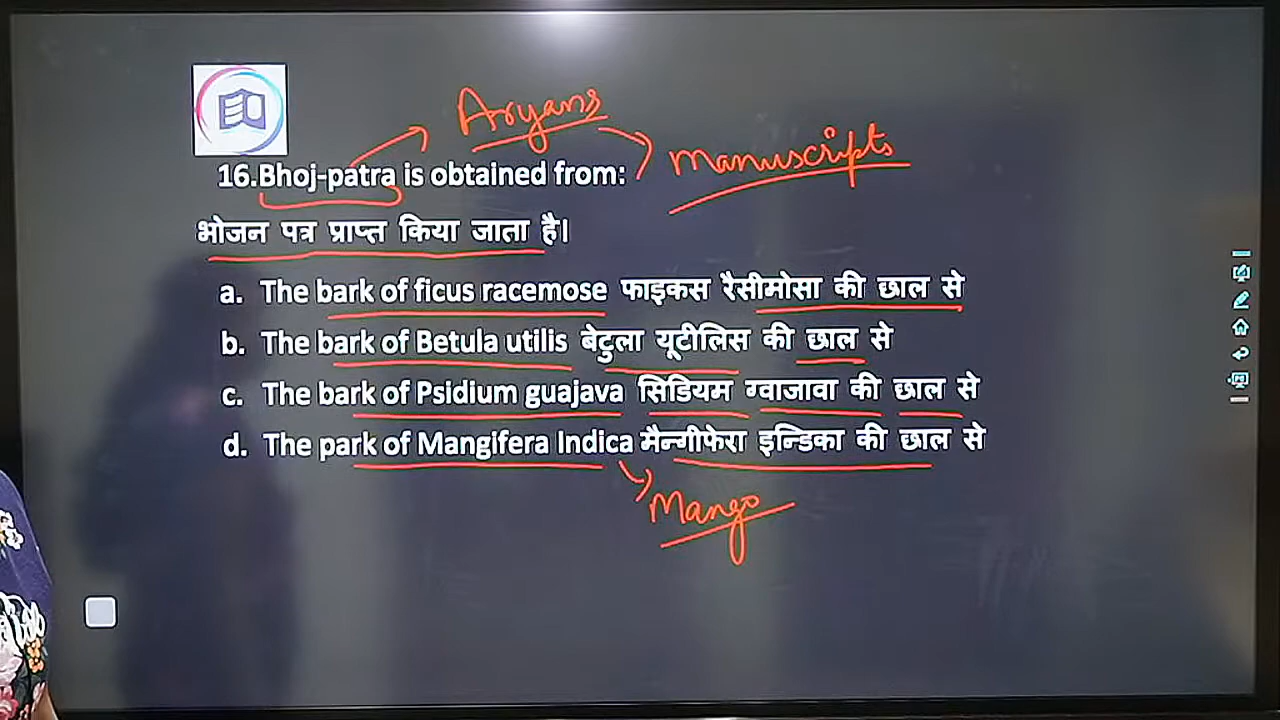 Aryans
Manuscripts
16.Bhoj-patra is obtained from:
भोजन पत्र प्राप्त किया जाता है।
a. The bark of ficus racemose फाइकस रैसीमोसा की छाल से
b. The bark of Betula utilis बेटुला यूटीलिस की छाल से
c. The bark of Psidium guajava सिडियम ग्वाजावा की छाल से
d. The park of Mangifera Indica मैन्गीफेरा इन्डिका की छाल से
Mango